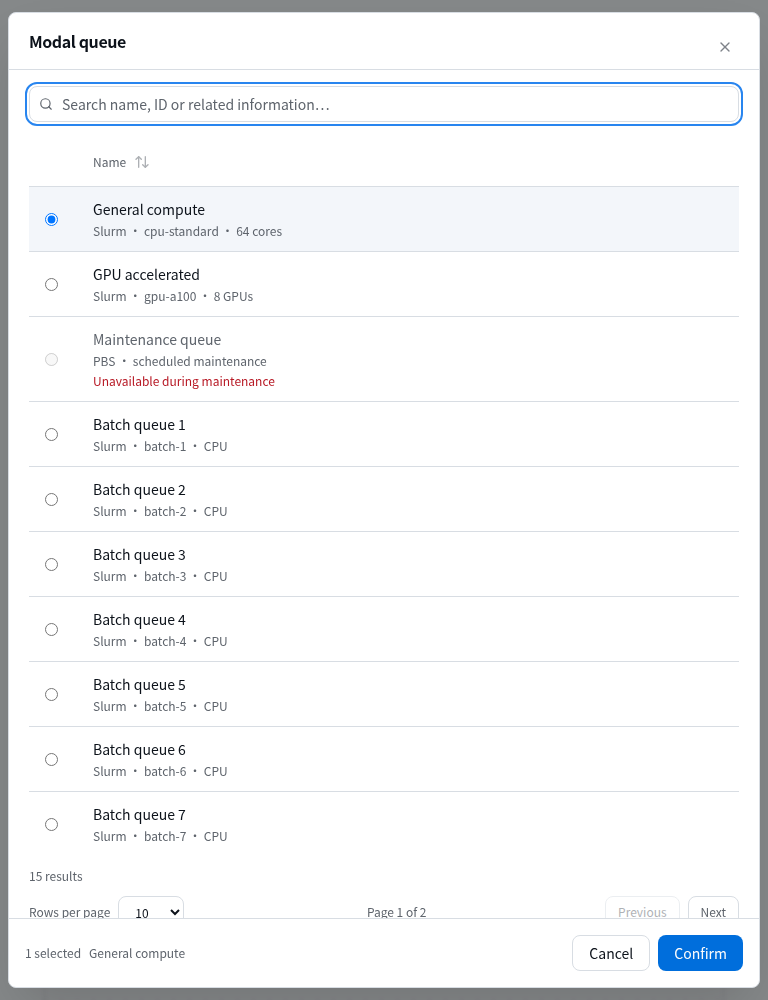 Modal queue
Search name, ID or related information…
Name
General compute
Slurm • cpu-standard • 64 cores
GPU accelerated
Slurm • gpu-a100 • 8 GPUs
Maintenance queue
PBS • scheduled maintenance
Unavailable during maintenance
Batch queue 1
Slurm • batch-1 • CPU
Batch queue 2
Slurm • batch-2 • CPU
Batch queue 3
Slurm • batch-3 • CPU
Batch queue 4
Slurm • batch-4 • CPU
Batch queue 5
Slurm • batch-5 • CPU
Batch queue 6
Slurm • batch-6 • CPU
Batch queue 7
Slurm • batch-7 • CPU
15 results
Rows per page 10 Page 1 of 2 Previous Next
1 selected General compute Cancel Confirm